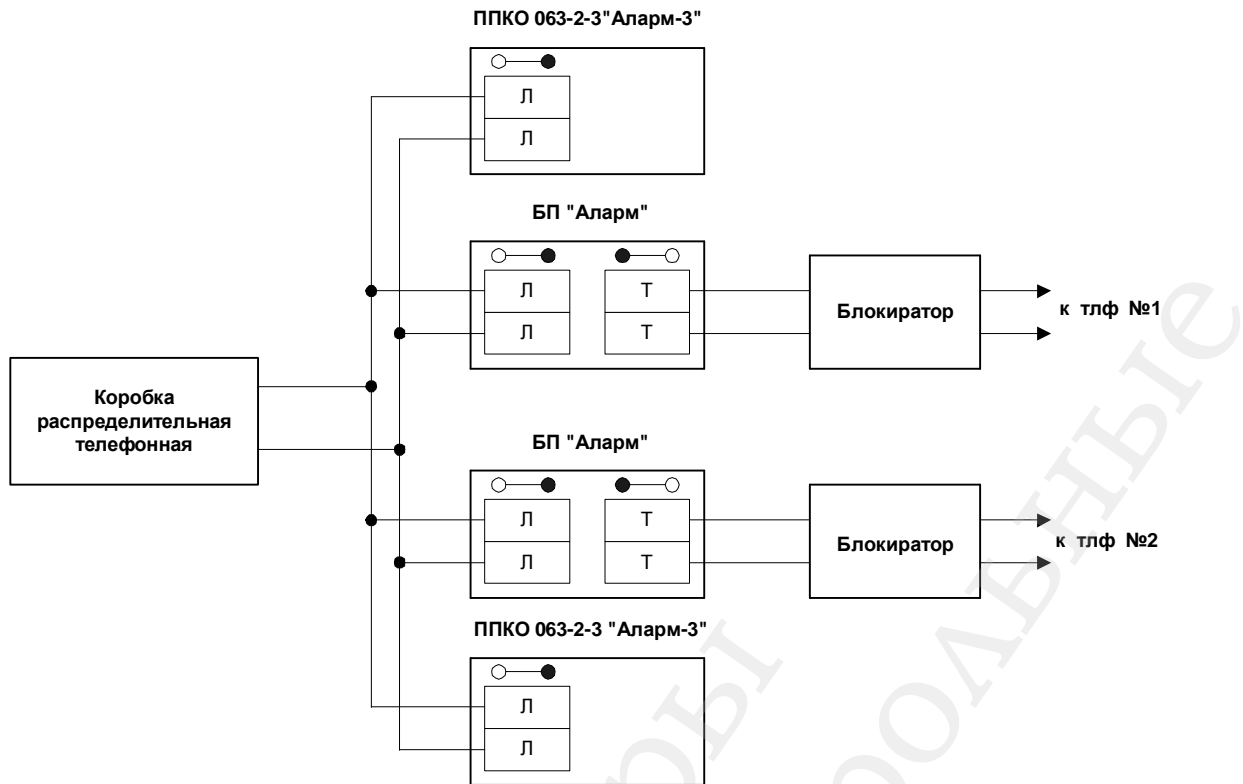 ППКО 063-2-3"Аларм-3"
Л
Л
БП "Аларм"
Л
Т
Л
Т
Блокиратор
к тлф №1
Коробка
распределительная
телефонная
БП "Аларм"
Л
Т
Л
Т
Блокиратор
к тлф №2
ППКО 063-2-3 "Аларм-3"
Л
Л